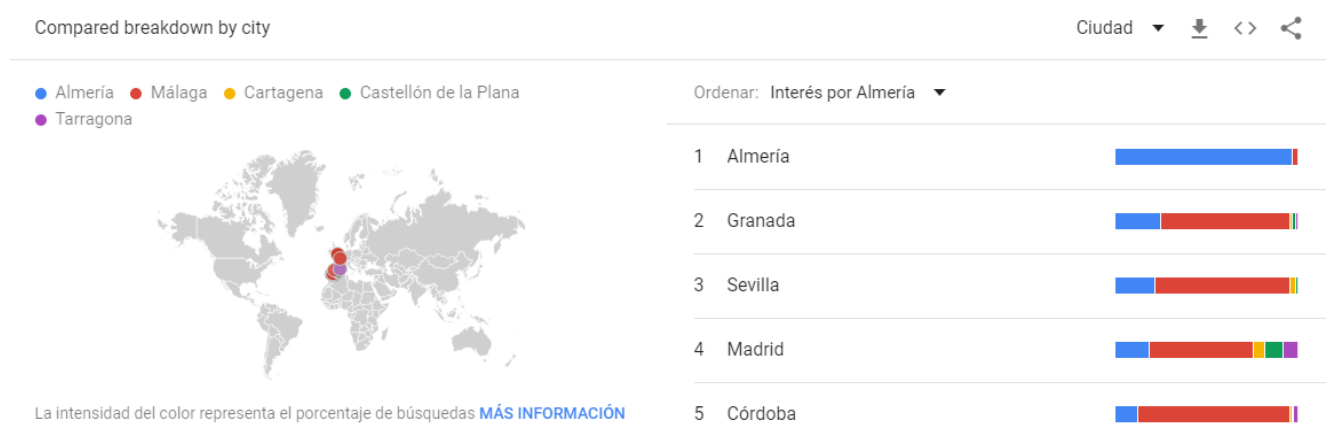 Compared breakdown by city
Ciudad
Almería Málaga Cartagena Castellón de la Plana
Tarragona
La intensidad del color representa el porcentaje de búsquedas MÁS INFORMACIÓN
Ordenar: Interés por Almería
1 Almería
2 Granada
3 Sevilla
4 Madrid
5 Córdoba